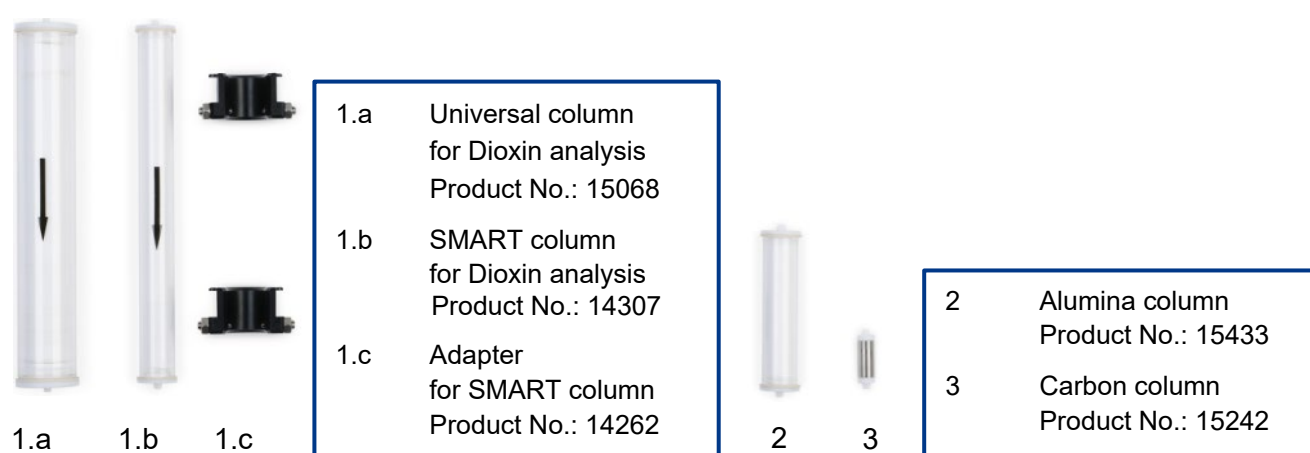 1.a Universal column
for Dioxin analysis
Product No.: 15068
1.b SMART column
for Dioxin analysis
Product No.: 14307
1.c Adapter
for SMART column
Product No.: 14262
2 Alumina column
Product No.: 15433
3 Carbon column
Product No.: 15242
1.a 1.b 1.c 2 3